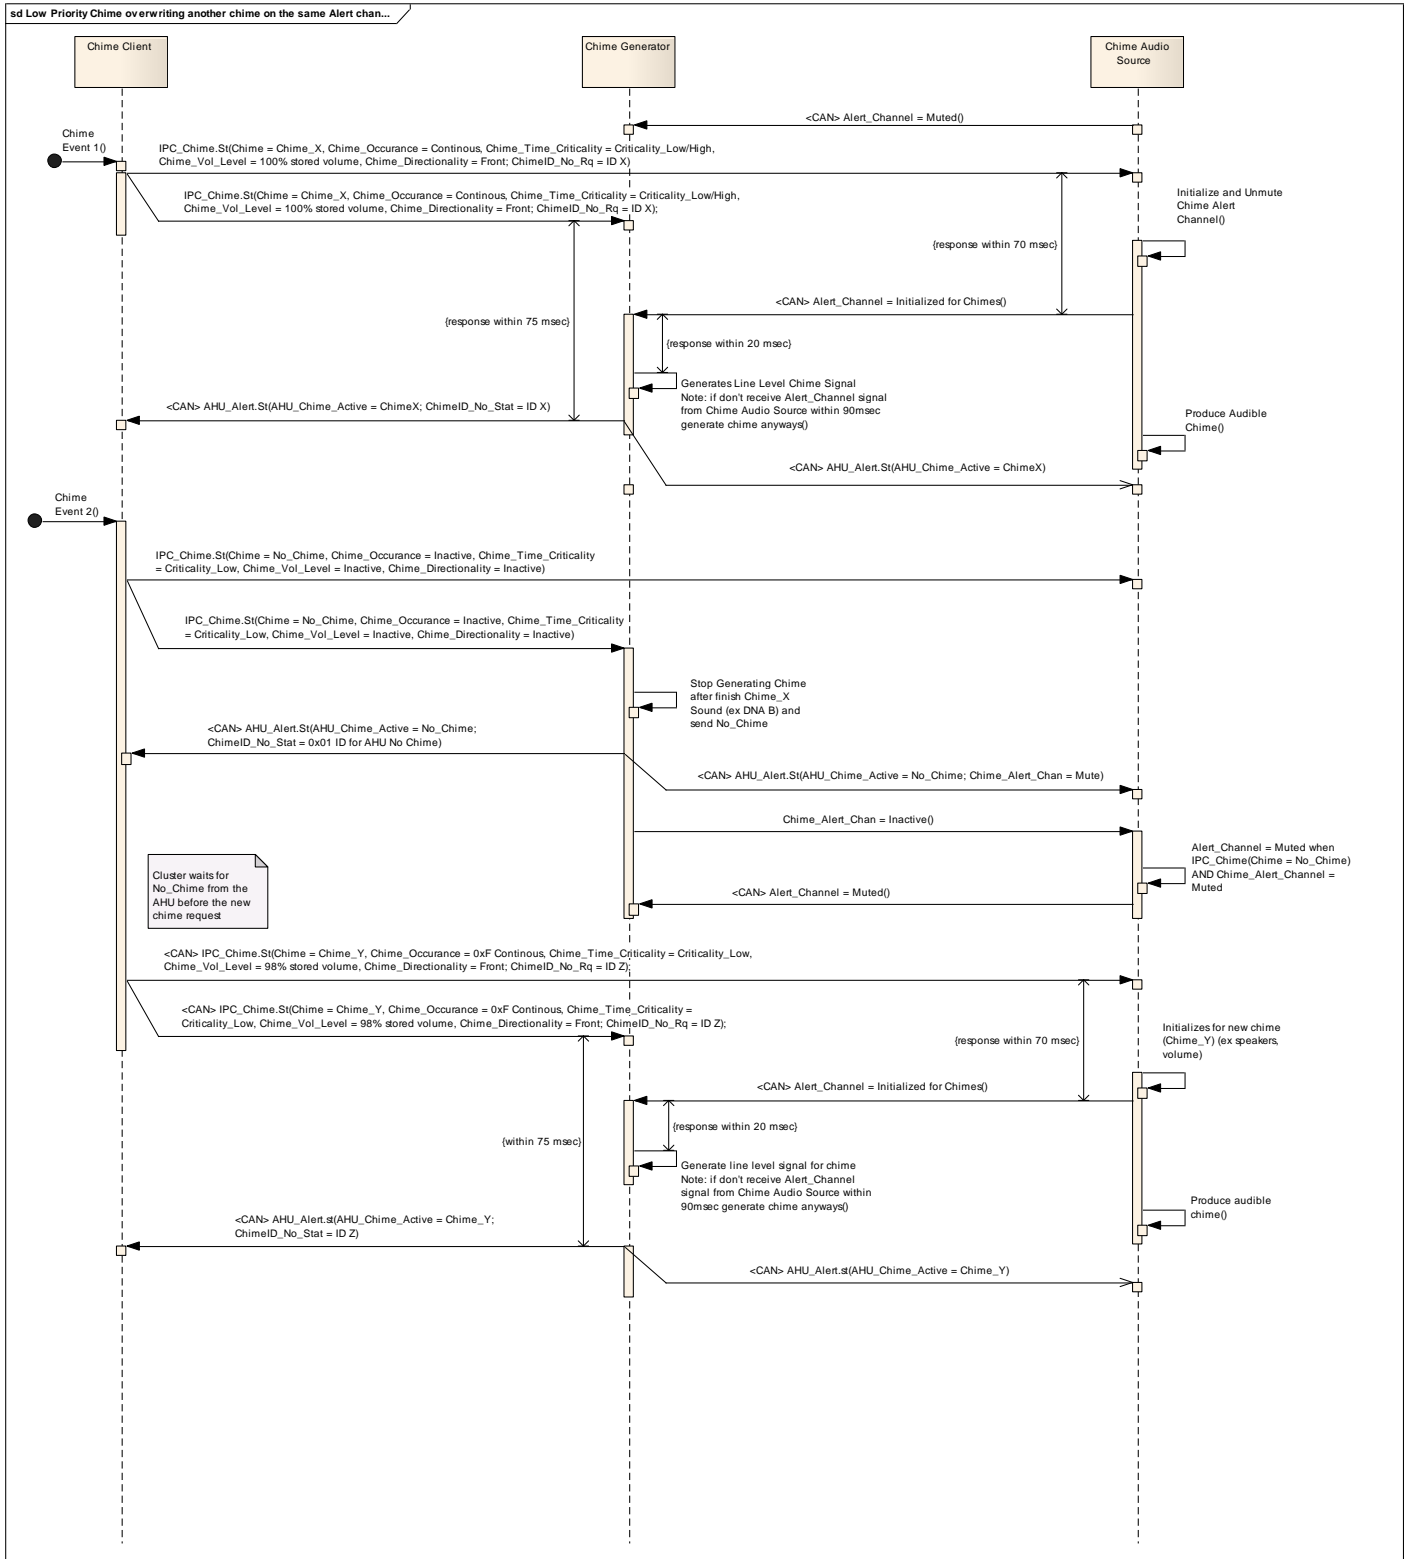 sd Low Priority Chime overwriting another chime on the same Alert chan...
Chime Client
Chime Generator
Chime Audio
Source
<CAN> Alert_Channel = Muted()
Chime
Event 1()
IPC_Chime.St(Chime = Chime_X, Chime_Occurance = Continous, Chime_Time_Criticality = Criticality_Low/High,
Chime_Vol_Level = 100% stored volume, Chime_Directionality = Front; ChimeID_No_Rq = ID X)
IPC_Chime.St(Chime = Chime_X, Chime_Occurance = Continous, Chime_Time_Criticality = Criticality_Low/High,
Chime_Vol_Level = 100% stored volume, Chime_Directionality = Front; ChimeID_No_Rq = ID X);
Initialize and Unmute
Chime Alert
Channel()
{response within 70 msec}
<CAN> Alert_Channel = Initialized for Chimes()
{response within 75 msec}
{response within 20 msec}
Generates Line Level Chime Signal
Note: if don't receive Alert_Channel signal
from Chime Audio Source within 90msec
generate chime anyways()
<CAN> AHU_Alert.St(AHU_Chime_Active = ChimeX; ChimeID_No_Stat = ID X)
Produce Audible
Chime()
<CAN> AHU_Alert.St(AHU_Chime_Active = ChimeX)
Chime
Event 2()
IPC_Chime.St(Chime = No_Chime, Chime_Occurance = Inactive, Chime_Time_Criticality
= Criticality_Low, Chime_Vol_Level = Inactive, Chime_Directionality = Inactive)
IPC_Chime.St(Chime = No_Chime, Chime_Occurance = Inactive, Chime_Time_Criticality
= Criticality_Low, Chime_Vol_Level = Inactive, Chime_Directionality = Inactive)
Stop Generating Chime
after finish Chime_X
Sound (ex DNA B) and
send No_Chime
<CAN> AHU_Alert.St(AHU_Chime_Active = No_Chime;
ChimeID_No_Stat = 0x01 ID for AHU No Chime)
<CAN> AHU_Alert.St(AHU_Chime_Active = No_Chime; Chime_Alert_Chan = Mute)
Chime_Alert_Chan = Inactive()
Alert_Channel = Muted when
IPC_Chime(Chime = No_Chime)
AND Chime_Alert_Channel =
Muted
Cluster waits for
No_Chime from the
AHU before the new
chime request
<CAN> Alert_Channel = Muted()
<CAN> IPC_Chime.St(Chime = Chime_Y, Chime_Occurance = 0xF Continous, Chime_Time_Criticality = Criticality_Low,
Chime_Vol_Level = 98% stored volume, Chime_Directionality = Front; ChimeID_No_Rq = ID Z);
<CAN> IPC_Chime.St(Chime = Chime_Y, Chime_Occurance = 0xF Continous, Chime_Time_Criticality =
Criticality_Low, Chime_Vol_Level = 98% stored volume, Chime_Directionality = Front; ChimeID_No_Rq = ID Z);
{response within 70 msec}
Initializes for new chime
(Chime_Y) (ex speakers,
volume)
<CAN> Alert_Channel = Initialized for Chimes()
{response within 20 msec}
{within 75 msec}
Generate line level signal for chime
Note: if don't receive Alert_Channel
signal from Chime Audio Source within
90msec generate chime anyways()
Produce audible
chime()
<CAN> AHU_Alert.st(AHU_Chime_Active = Chime_Y;
ChimeID_No_Stat = ID Z)
<CAN> AHU_Alert.st(AHU_Chime_Active = Chime_Y)